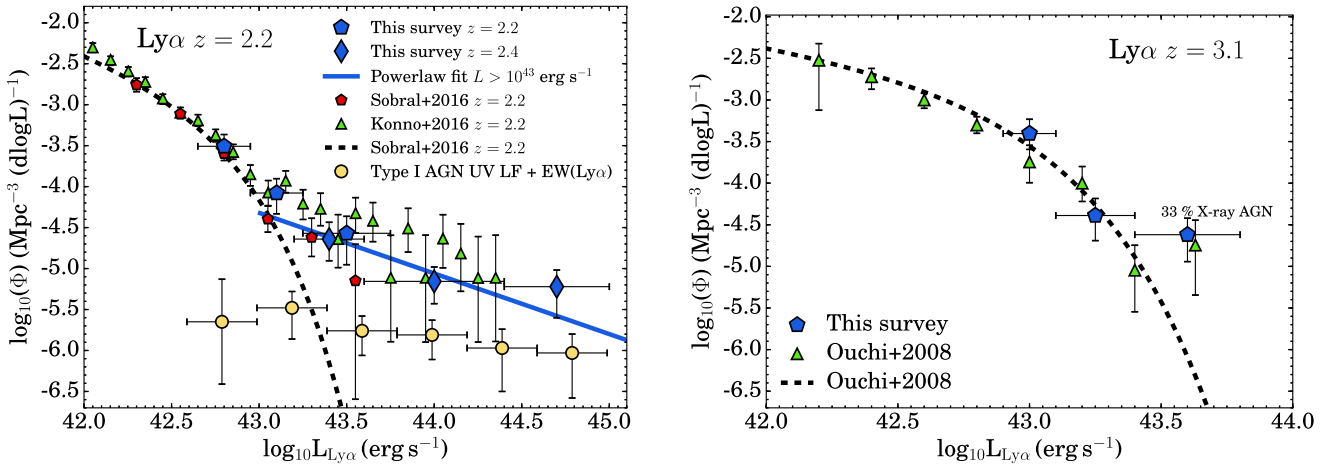 Lyα z = 2.2
This survey z = 2.2
This survey z = 2.4
Powerlaw fit L > 10⁴³ erg s⁻¹
Sobral+2016 z = 2.2
Konno+2016 z = 2.2
Sobral+2016 z = 2.2
Type I AGN UV LF + EW(Lyα)
log₁₀(Φ) (Mpc⁻³ (dlogL)⁻¹)
-2.0
-2.5
-3.0
-3.5
-4.0
-4.5
-5.0
-5.5
-6.0
-6.5
42.0 42.5 43.0 43.5 44.0 44.5 45.0
log₁₀L_Lyα (erg s⁻¹)
Lyα z = 3.1
33 % X-ray AGN
This survey
Ouchi+2008
Ouchi+2008
log₁₀(Φ) (Mpc⁻³ (dlogL)⁻¹)
-2.0
-2.5
-3.0
-3.5
-4.0
-4.5
-5.0
-5.5
-6.0
-6.5
42.0 42.5 43.0 43.5 44.0
log₁₀L_Lyα (erg s⁻¹)